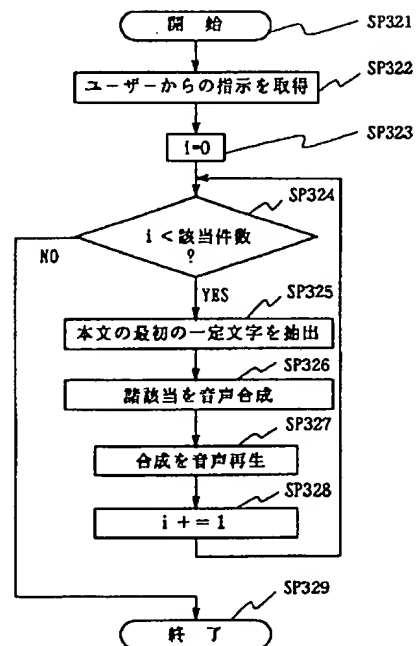 開始
SP321
ユーザーからの指示を取得
SP322
i=0
SP323
i < 該当件数
?
SP324
NO
YES
本文の最初の一定文字を抽出
SP325
諸該当を音声合成
SP326
合成を音声再生
SP327
i + = 1
SP328
終了
SP329